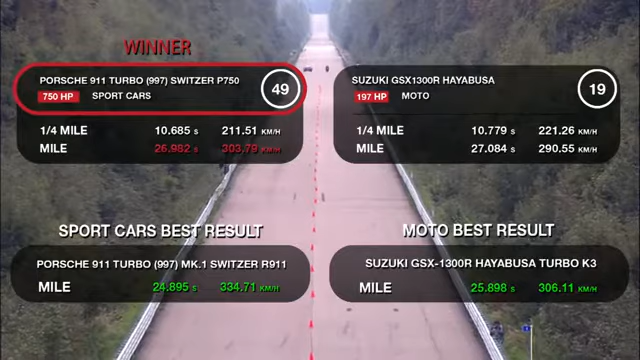 WINNER
PORSCHE 911 TURBO (997) SWITZER P750
750 HP SPORT CARS
49
1/4 MILE 10.685 S 211.51 KM/H
MILE 26.982 S 303.79 KM/H
SUZUKI GSX1300R HAYABUSA
197 HP MOTO
19
1/4 MILE 10.779 S 221.26 KM/H
MILE 27.084 S 290.55 KM/H
SPORT CARS BEST RESULT
PORSCHE 911 TURBO (997) MK.1 SWITZER R911
MILE 24.895 S 334.71 KM/H
MOTO BEST RESULT
SUZUKI GSX-1300R HAYABUSA TURBO K3
MILE 25.898 S 306.11 KM/H